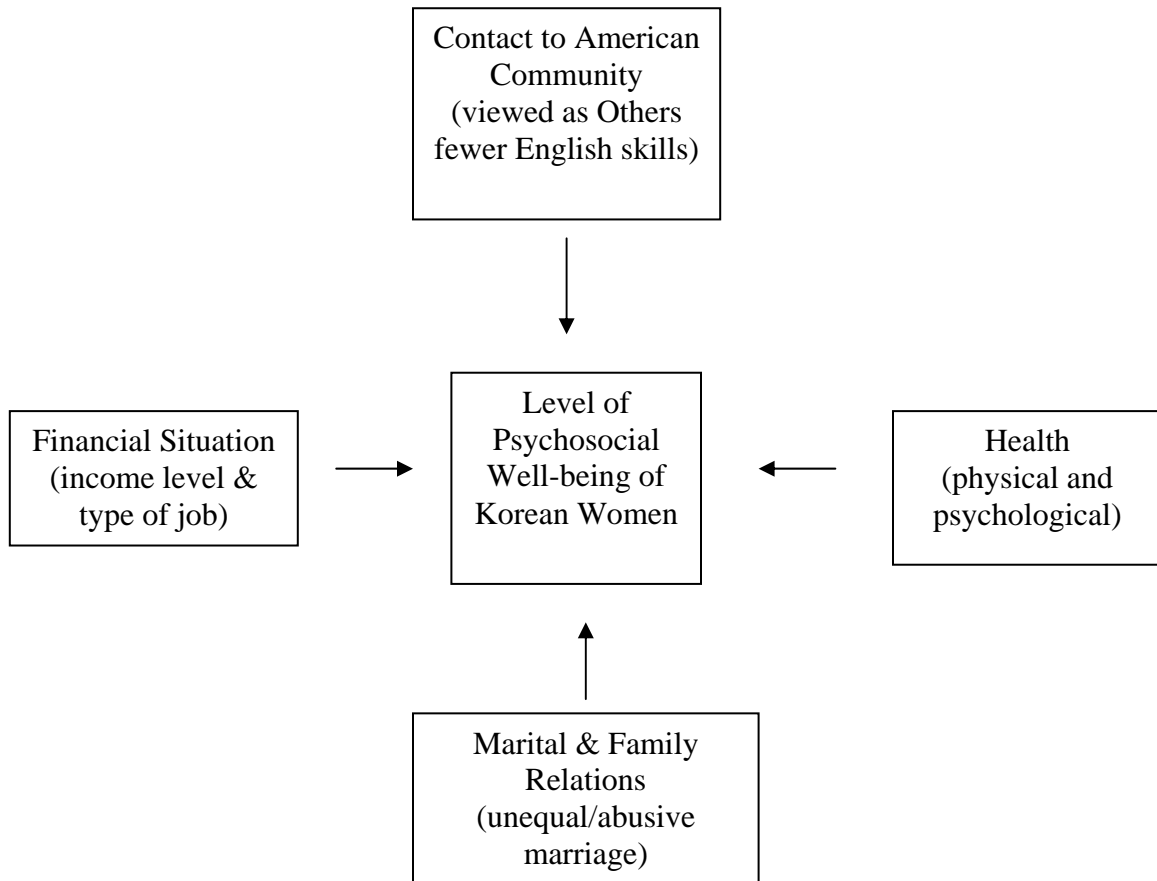 Contact to American
Community
(viewed as Others
fewer English skills)
Financial Situation
(income level &
type of job)
Level of
Psychosocial
Well-being of
Korean Women
Health
(physical and
psychological)
Marital & Family
Relations
(unequal/abusive
marriage)